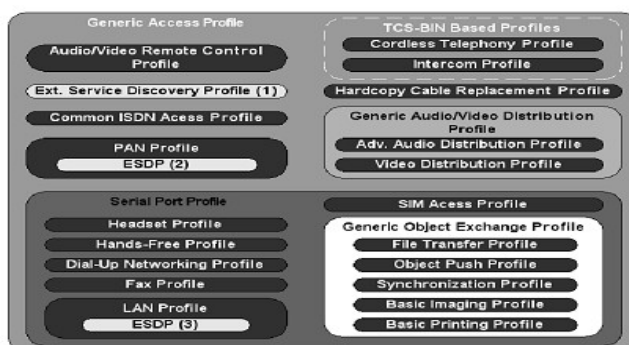 Generic Access Profile
Audio/Video Remote Control
Profile
Ext. Service Discovery Profile (1)
Common ISDN Acess Profile
PAN Profile
ESDP (2)
TCS-BIN Based Profiles
Cordless Telephony Profile
Intercom Profile
Hardcopy Cable Replacement Profile
Generic Audio/Video Distribution
Profile
Adv. Audio Distribution Profile
Video Distribution Profile
Serial Port Profile
Headset Profile
Hands-Free Profile
Dial-Up Networking Profile
Fax Profile
LAN Profile
ESDP (3)
SIM Acess Profile
Generic Object Exchange Profile
File Transfer Profile
Object Push Profile
Synchronization Profile
Basic Imaging Profile
Basic Printing Profile